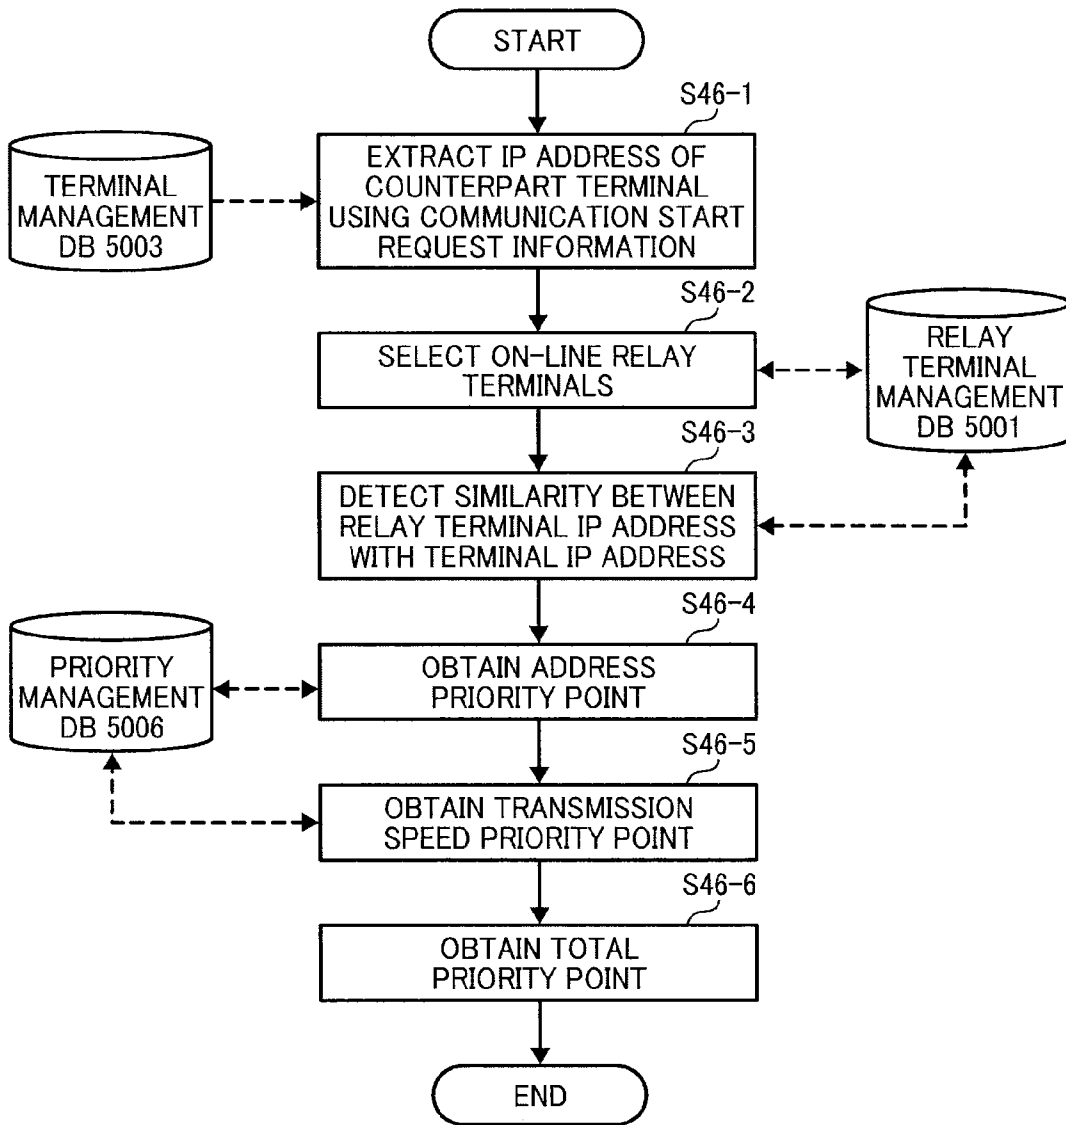 START
S46-1
EXTRACT IP ADDRESS OF
COUNTERPART TERMINAL
USING COMMUNICATION START
REQUEST INFORMATION
TERMINAL
MANAGEMENT
DB 5003
S46-2
SELECT ON-LINE RELAY
TERMINALS
RELAY
TERMINAL
MANAGEMENT
DB 5001
S46-3
DETECT SIMILARITY BETWEEN
RELAY TERMINAL IP ADDRESS
WITH TERMINAL IP ADDRESS
S46-4
OBTAIN ADDRESS
PRIORITY POINT
PRIORITY
MANAGEMENT
DB 5006
S46-5
OBTAIN TRANSMISSION
SPEED PRIORITY POINT
S46-6
OBTAIN TOTAL
PRIORITY POINT
END